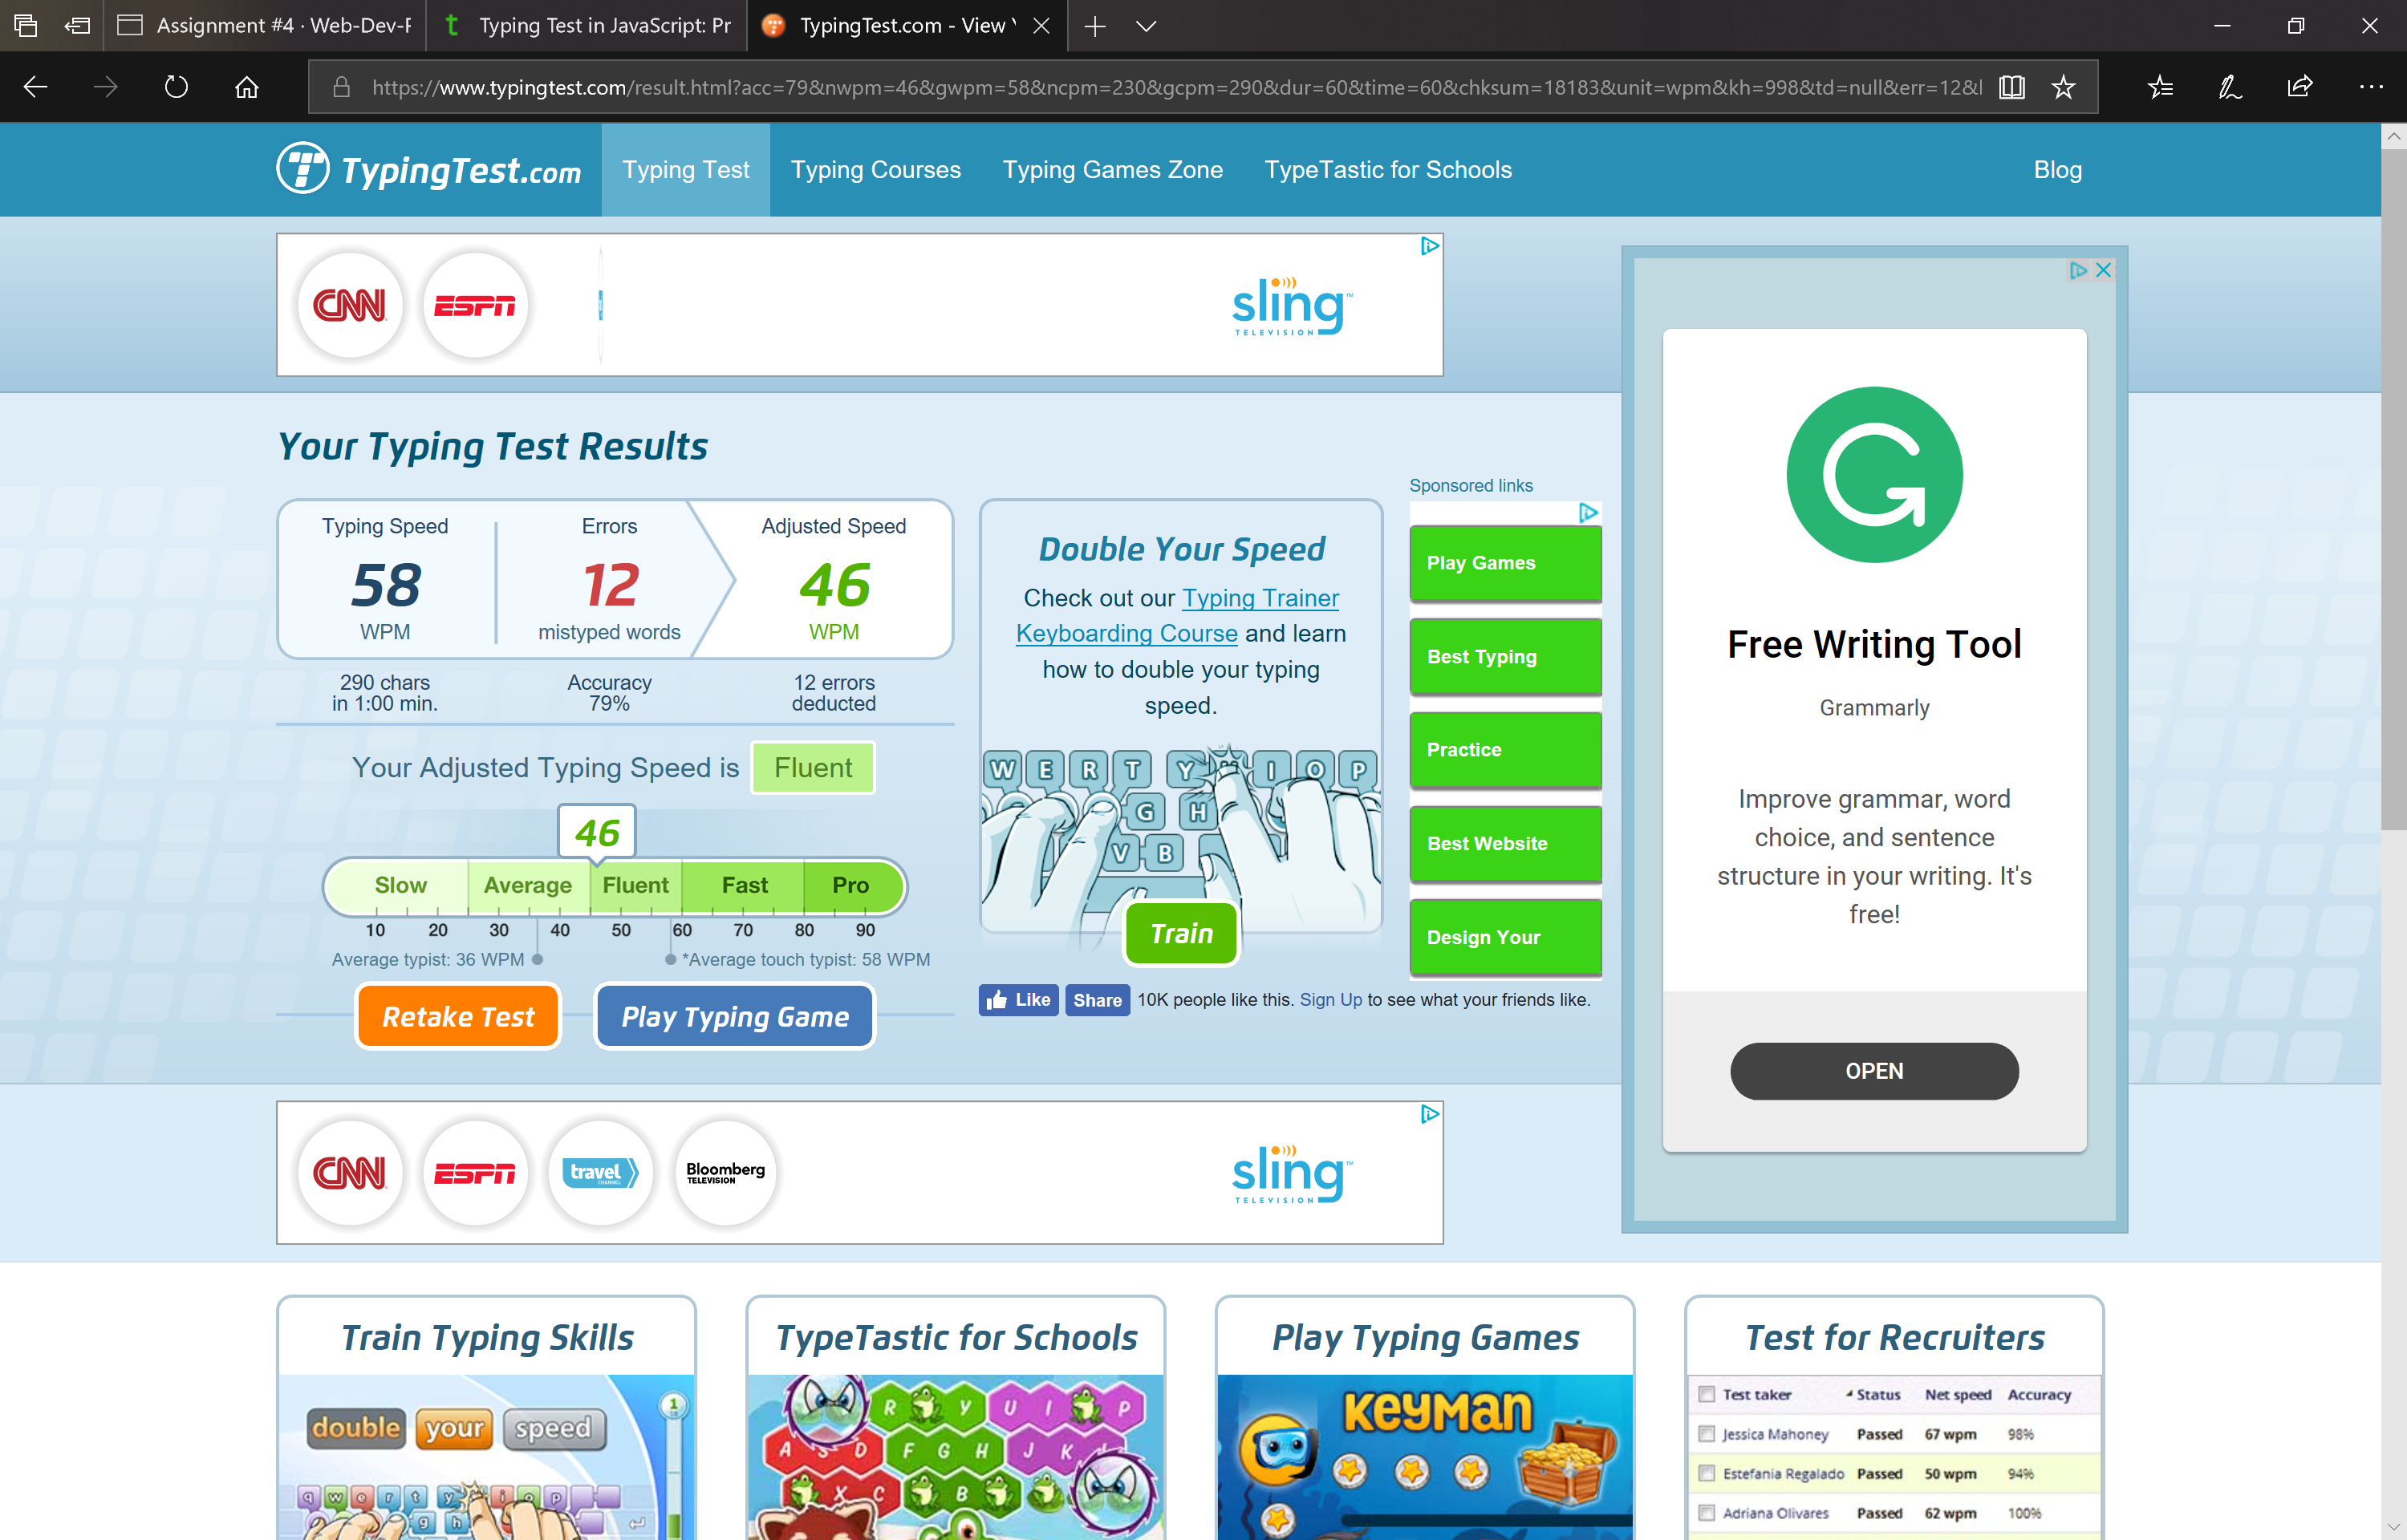 Assignment #4 · Web-Dev-F
Typing Test in JavaScript: Pr
TypingTest.com - View
https://www.typingtest.com/result.html?acc=79&nwpm=46&gwpm=58&ncpm=230&gcpm=290&dur=60&time=60&chksum=18183&unit=wpm&kh=998&td=null&err=12&l
TypingTest.com
Typing Test
Typing Courses
Typing Games Zone
TypeTastic for Schools
Blog
CNN
ESPN
sling
TELEVISION
Your Typing Test Results
Typing Speed
58
WPM
290 chars
in 1:00 min.
Errors
12
mistyped words
Accuracy
79%
Adjusted Speed
46
WPM
12 errors
deducted
Your Adjusted Typing Speed is Fluent
46
Slow Average Fluent Fast Pro
10 20 30 40 50 60 70 80 90
Average typist: 36 WPM
*Average touch typist: 58 WPM
Retake Test
Play Typing Game
Double Your Speed
Check out our Typing Trainer
Keyboarding Course and learn
how to double your typing
speed.
W E R T Y I O P
G H
V B
Train
Like
Share
10K people like this. Sign Up to see what your friends like.
Sponsored links
Play Games
Best Typing
Practice
Best Website
Design Your
Free Writing Tool
Grammarly
Improve grammar, word
choice, and sentence
structure in your writing. It's
free!
OPEN
CNN
ESPN
travel
CHANNEL
Bloomberg
TELEVISION
sling
TELEVISION
Train Typing Skills
double your speed
1
q w e r t y i o p
g h
TypeTastic for Schools
R Y U I P
A S D F G H J K L
X C B
Play Typing Games
KEYMAN
Test for Recruiters
Test taker Status Net speed Accuracy
Jessica Mahoney Passed 67 wpm 98%
Estefania Regalado Passed 50 wpm 94%
Adriana Olivares Passed 62 wpm 100%